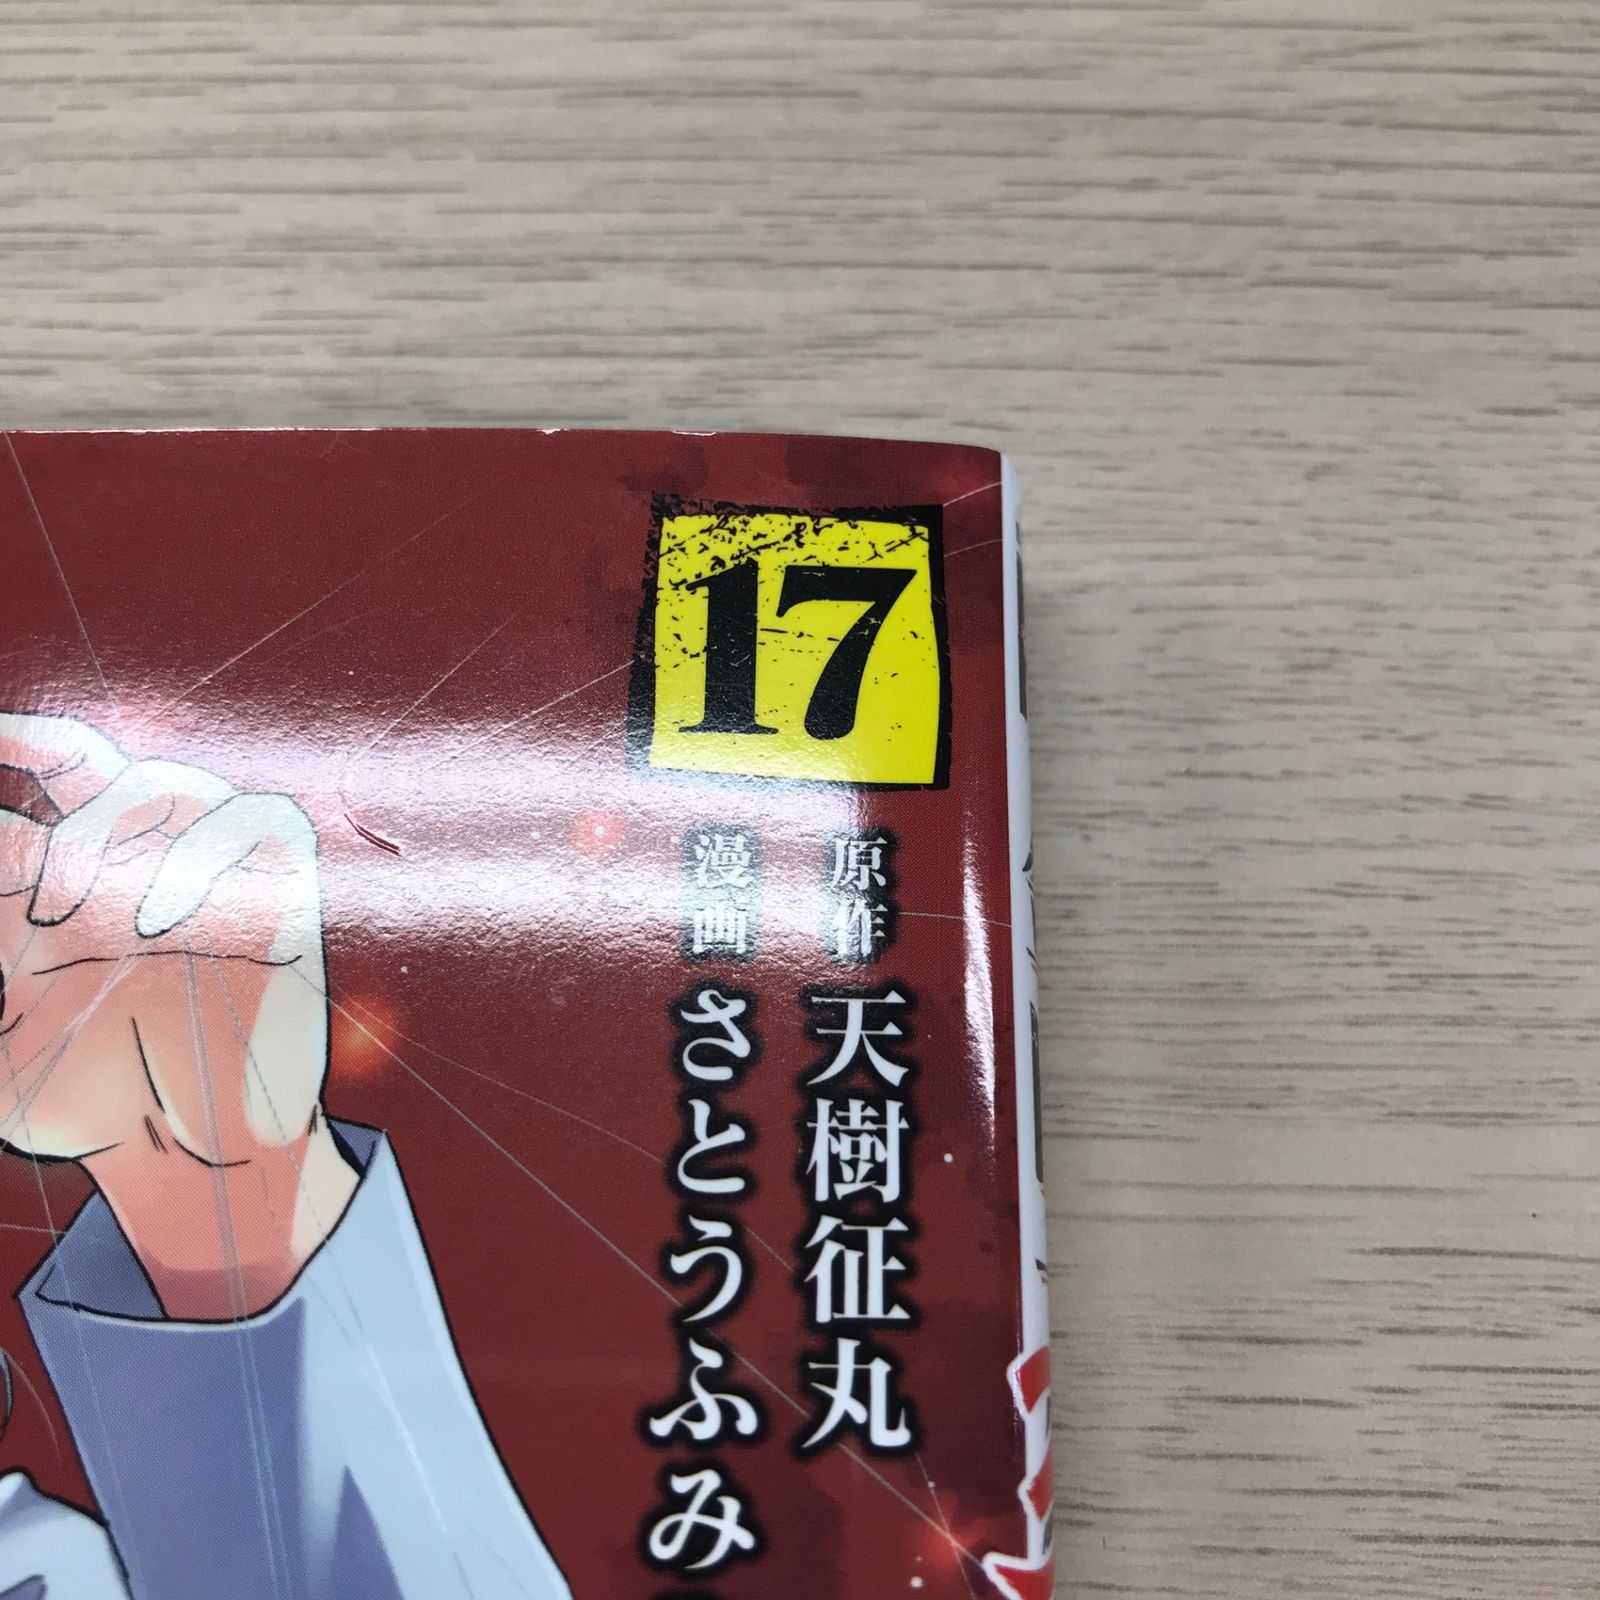 17
原作 天樹征丸
漫画 さとうふみ